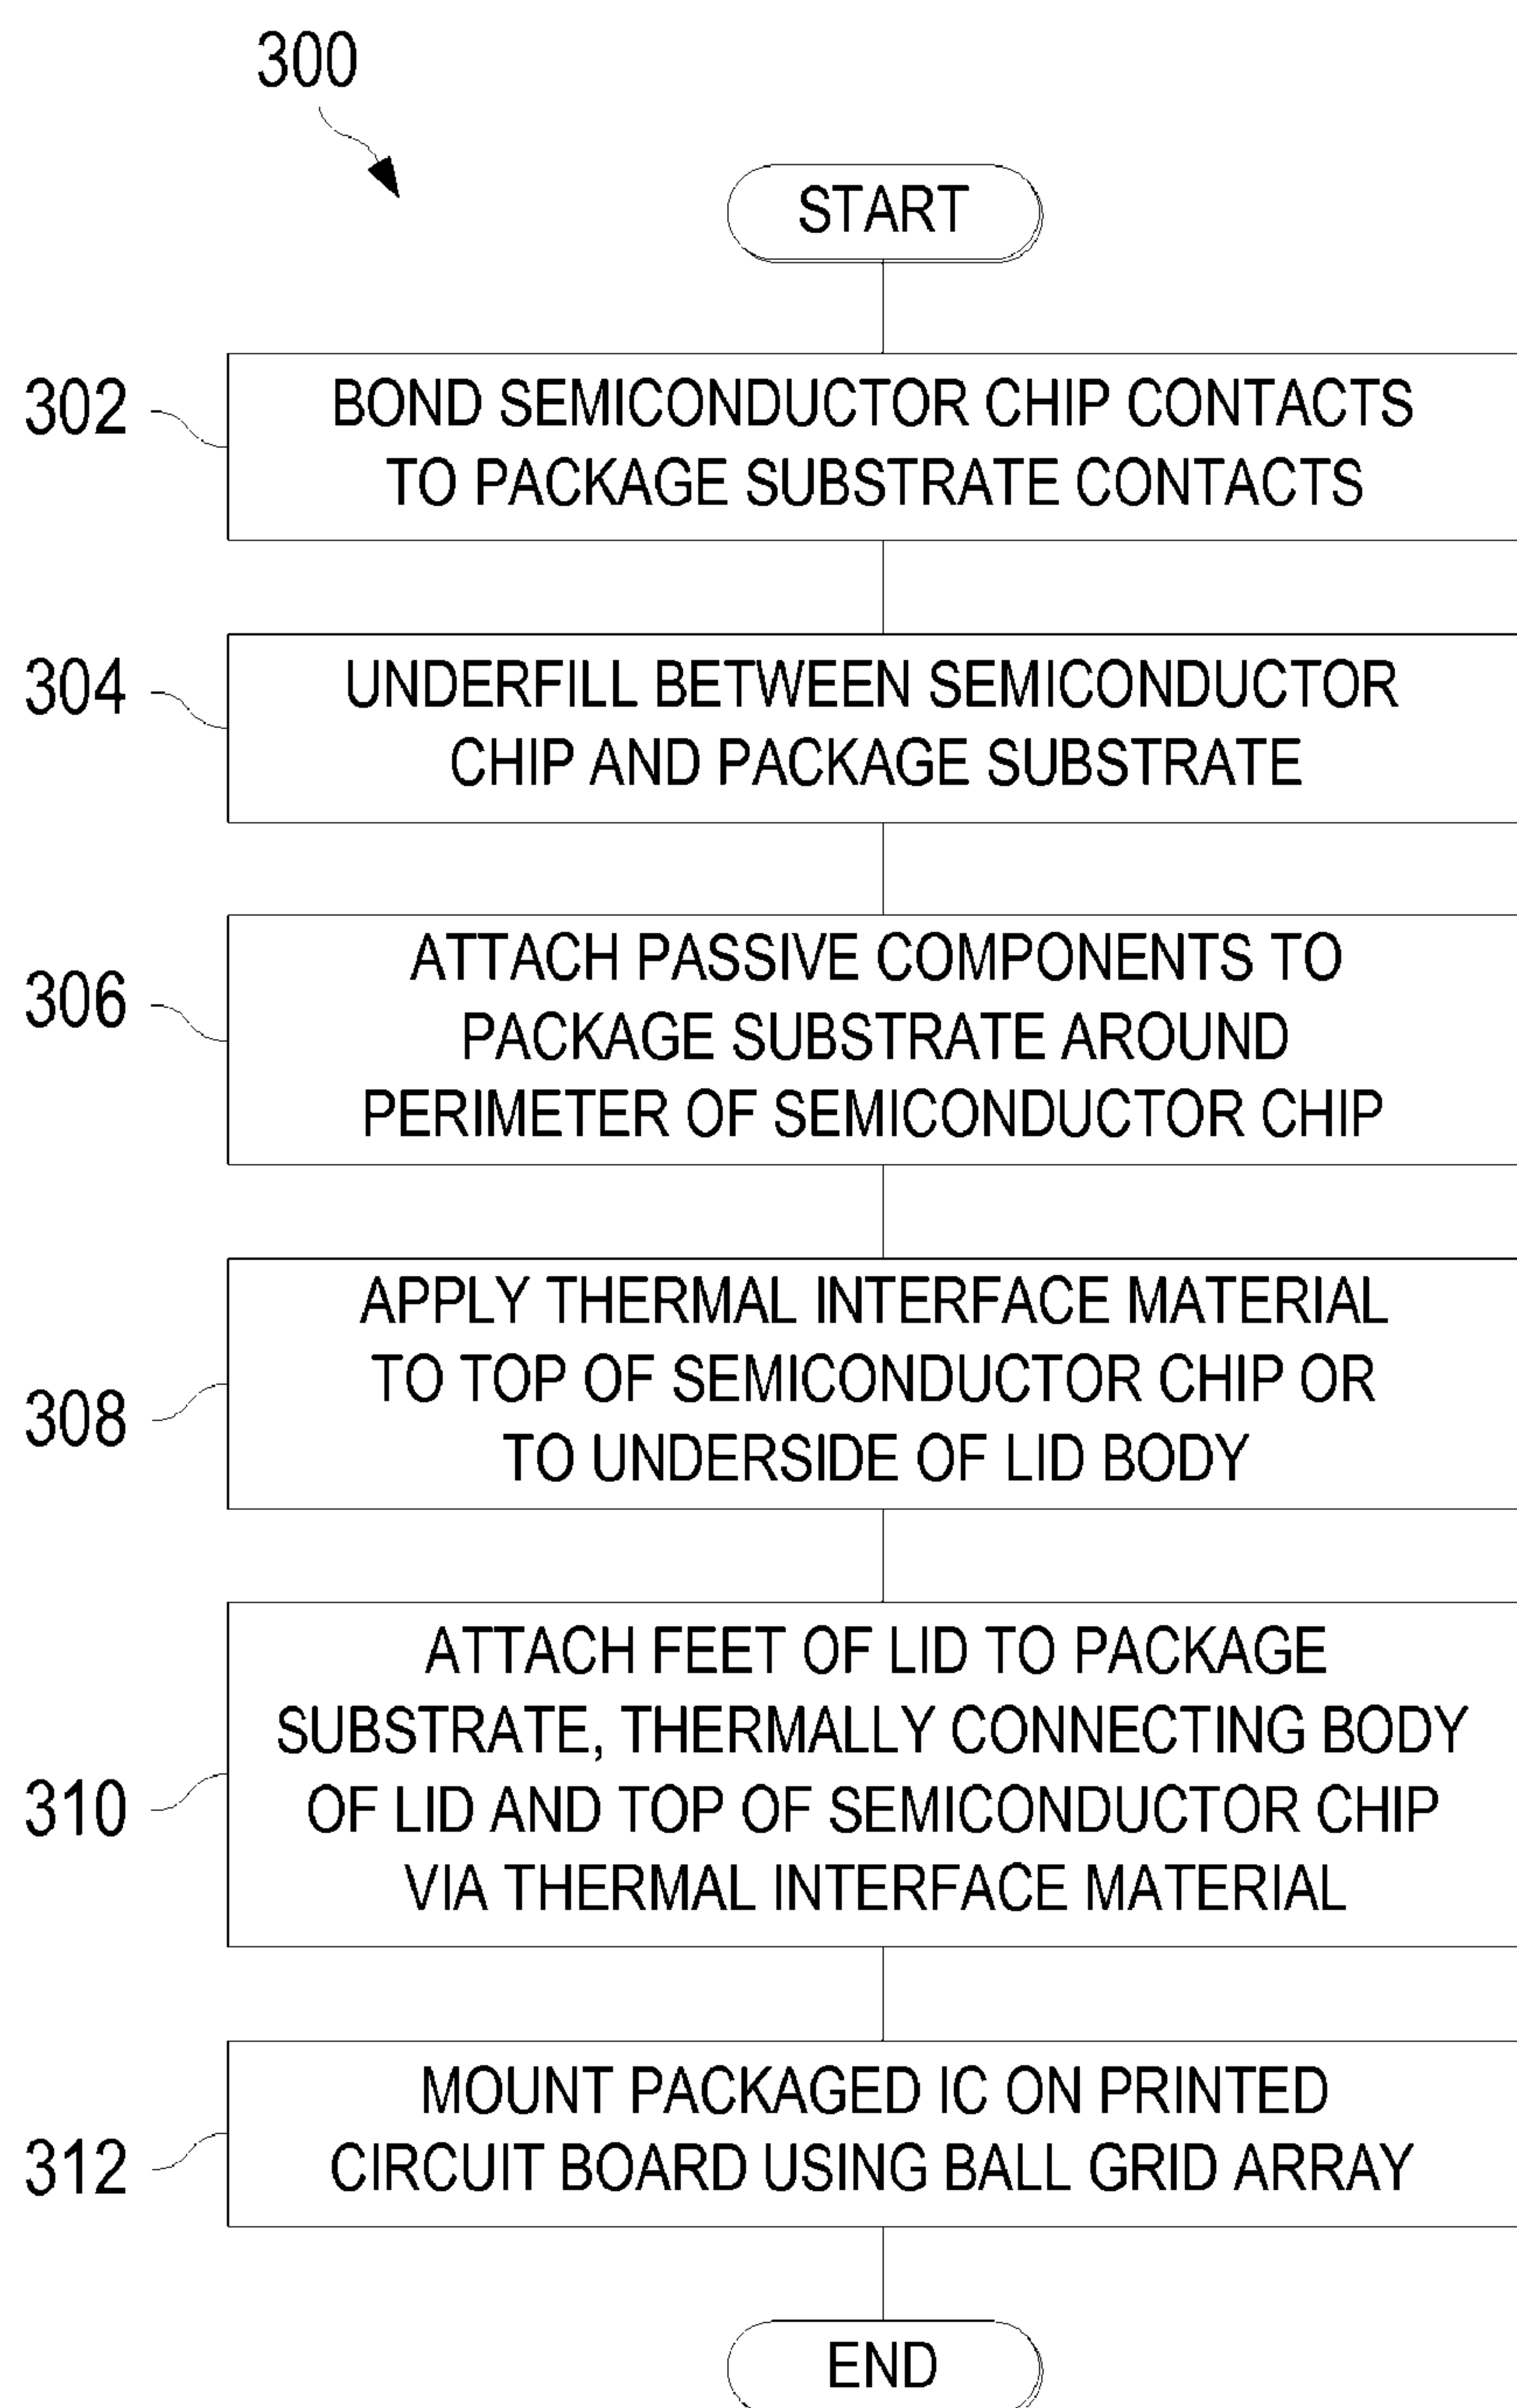 300
START
302
BOND SEMICONDUCTOR CHIP CONTACTS
TO PACKAGE SUBSTRATE CONTACTS
304
UNDERFILL BETWEEN SEMICONDUCTOR
CHIP AND PACKAGE SUBSTRATE
306
ATTACH PASSIVE COMPONENTS TO
PACKAGE SUBSTRATE AROUND
PERIMETER OF SEMICONDUCTOR CHIP
308
APPLY THERMAL INTERFACE MATERIAL
TO TOP OF SEMICONDUCTOR CHIP OR
TO UNDERSIDE OF LID BODY
310
ATTACH FEET OF LID TO PACKAGE
SUBSTRATE, THERMALLY CONNECTING BODY
OF LID AND TOP OF SEMICONDUCTOR CHIP
VIA THERMAL INTERFACE MATERIAL
312
MOUNT PACKAGED IC ON PRINTED
CIRCUIT BOARD USING BALL GRID ARRAY
END